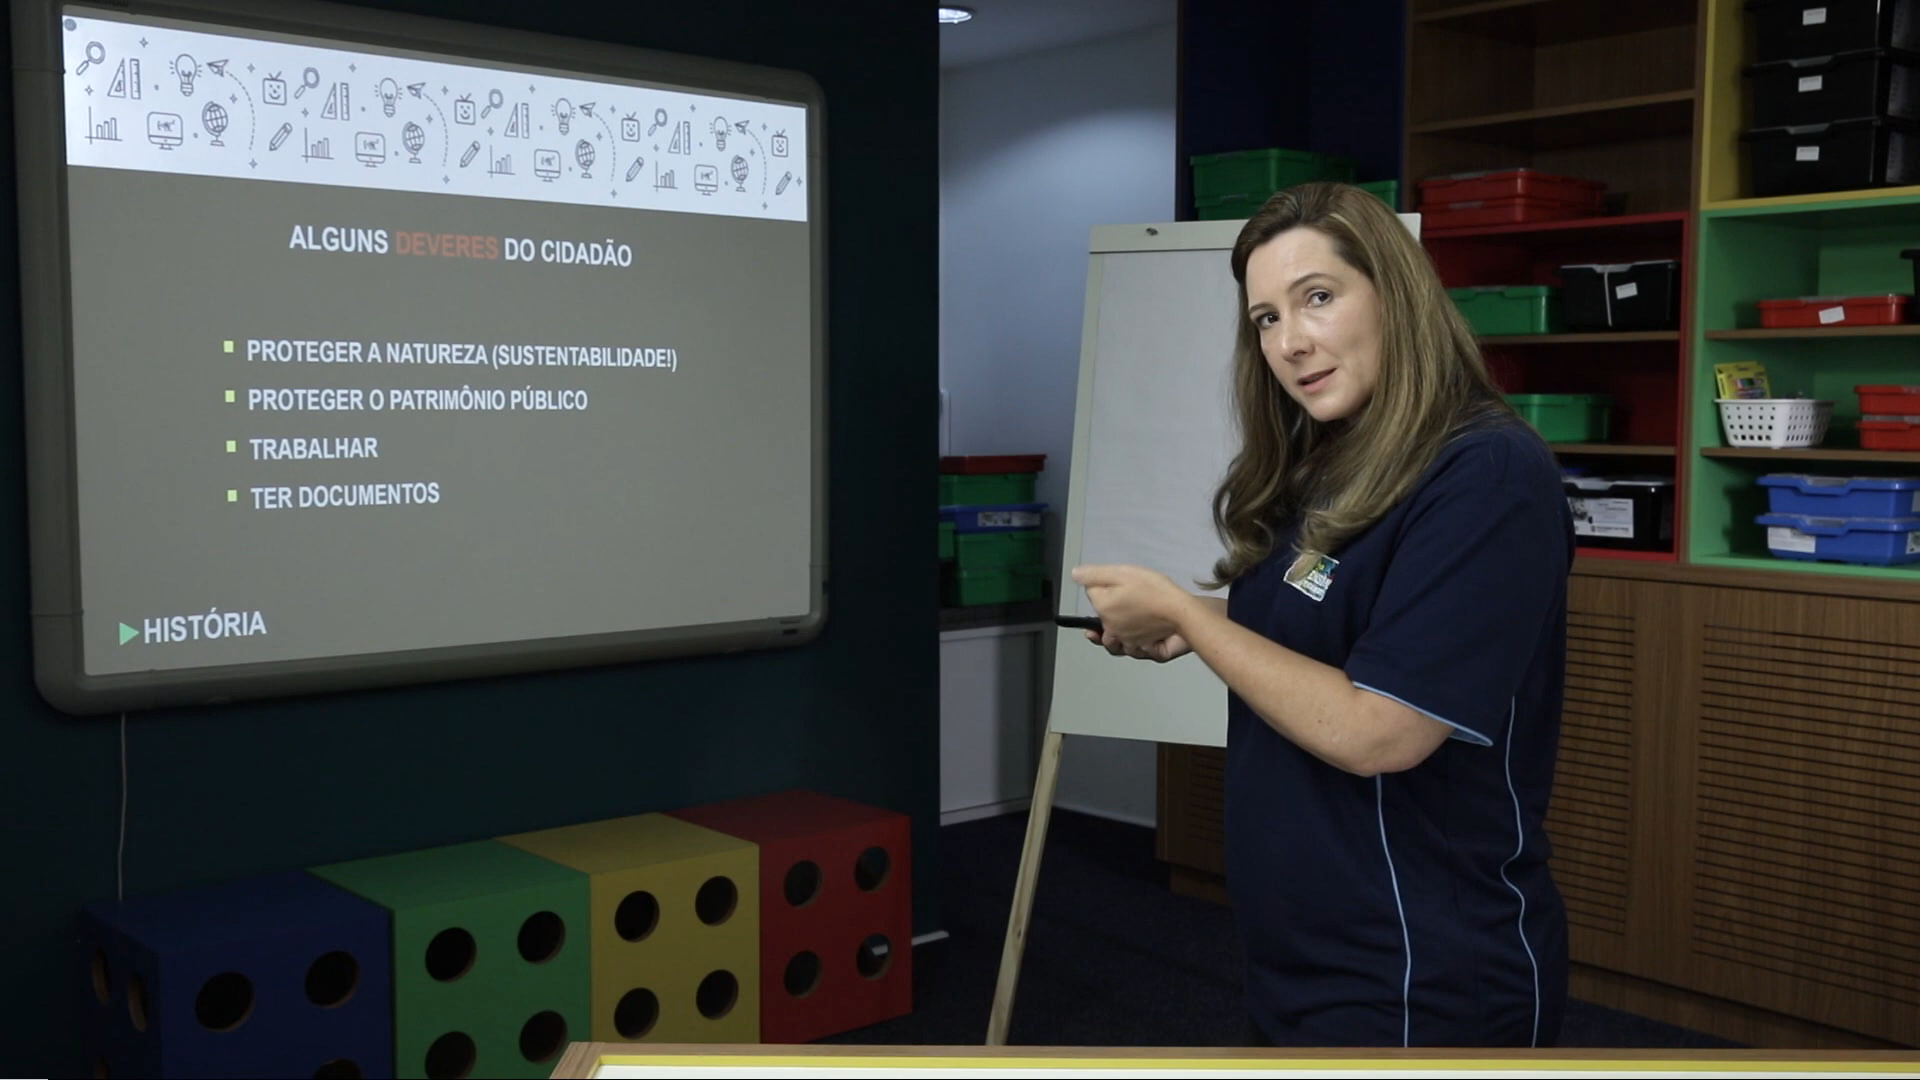 ALGUNS DEVERES DO CIDADÃO
PROTEGER A NATUREZA (SUSTENTABILIDADE!)
PROTEGER O PATRIMÔNIO PÚBLICO
TRABALHAR
TER DOCUMENTOS
HISTÓRIA